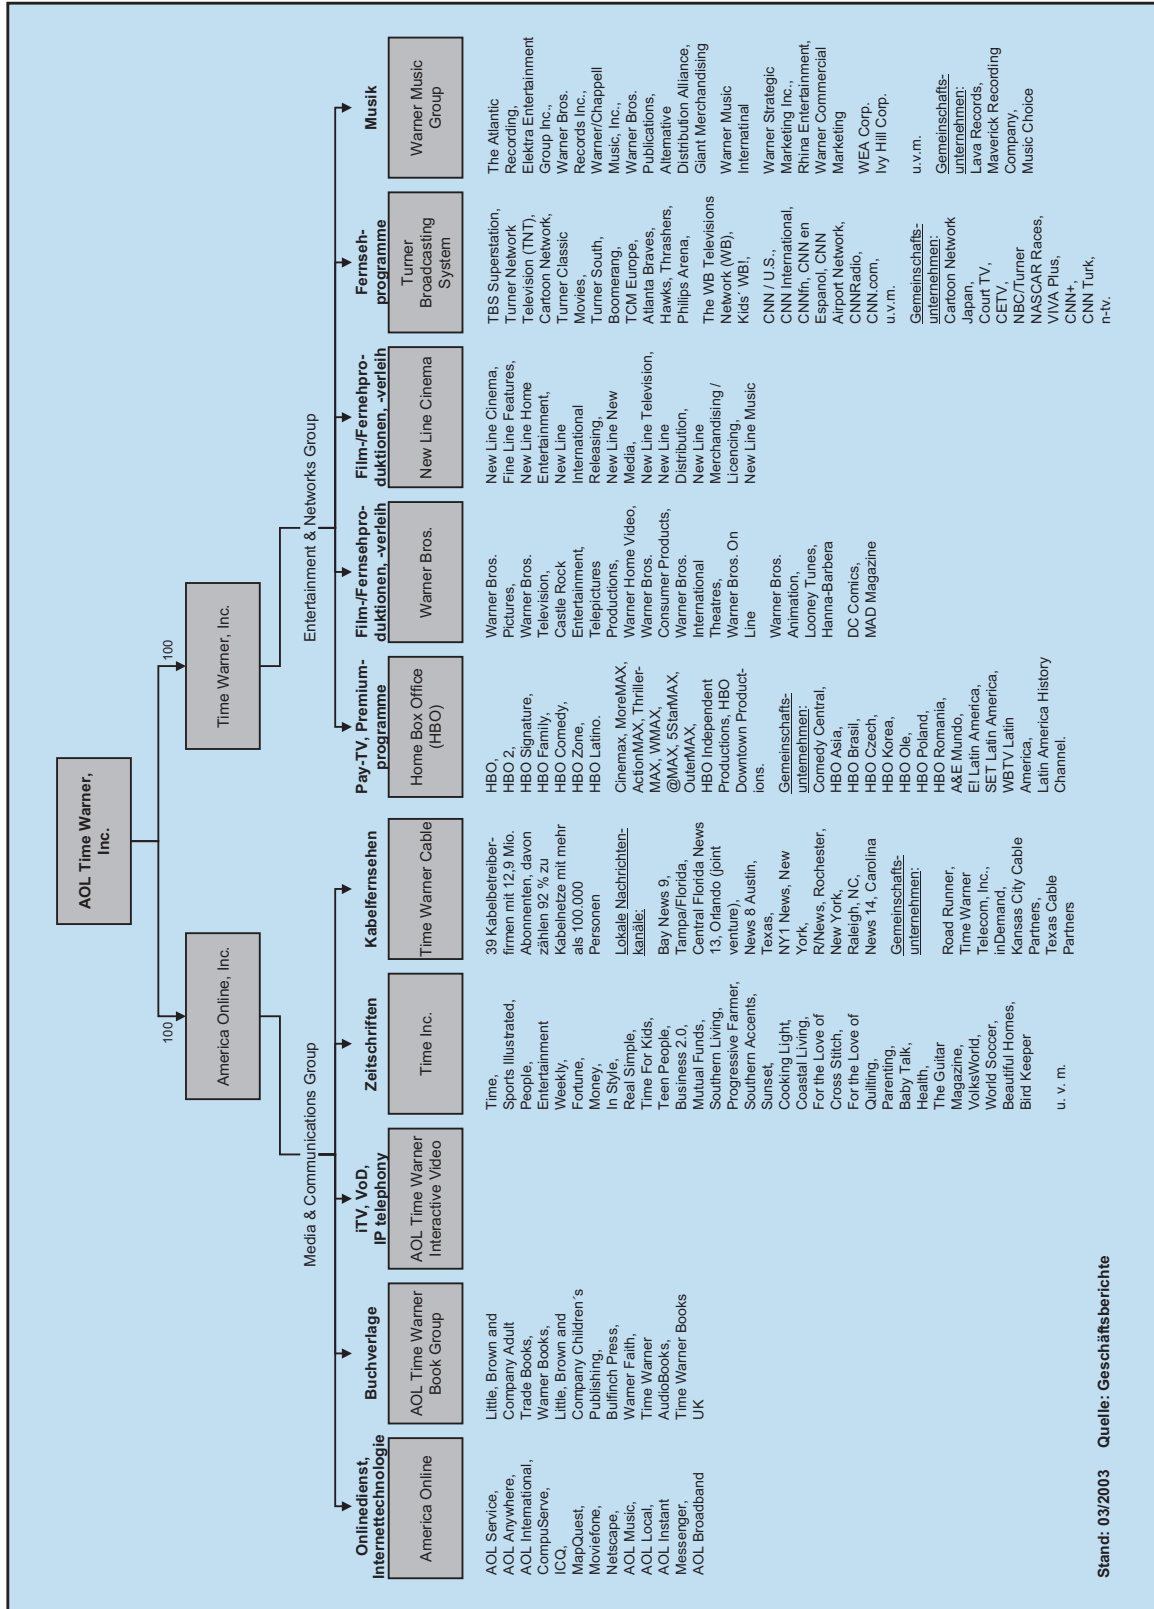 AOL Time Warner,
Inc.
100
100
America Online, Inc.
Time Warner, Inc.
Media & Communications Group
Entertainment & Networks Group
Onlinedienst,
Internettechnologie
America Online
AOL Service,
AOL Anywhere,
AOL International,
CompuServe,
ICQ,
MapQuest,
Moviefone,
Netscape,
AOL Music,
AOL Local,
AOL Instant
Messenger,
AOL Broadband
Buchverlage
AOL Time Warner
Book Group
Little, Brown and
Company Adult
Trade Books,
Warner Books,
Little, Brown and
Company Children´s
Publishing,
Bulfinch Press,
Warner Faith,
Time Warner
AudioBooks,
Time Warner Books
UK
iTV, VoD,
IP telephony
AOL Time Warner
Interactive Video
Zeitschriften
Time Inc.
Time,
Sports Illustrated,
People,
Entertainment
Weekly,
Fortune,
Money,
In Style,
Real Simple,
Time For Kids,
Teen People,
Business 2.0,
Mutual Funds,
Southern Living,
Progressive Farmer,
Southern Accents,
Sunset,
Cooking Light,
Coastal Living,
For the Love of
Cross Stitch,
For the Love of
Quilting,
Parenting,
Baby Talk,
Health,
The Guitar
Magazine,
VolksWorld,
World Soccer,
Beautiful Homes,
Bird Keeper
u. v. m.
Kabelfernsehen
Time Warner Cable
39 Kabelbetreiber-
firmen mit 12,9 Mio.
Abonnenten, davon
zählen 92 % zu
Kabelnetze mit mehr
als 100.000
Personen
Lokale Nachrichten-
kanäle:
Bay News 9,
Tampa/Florida,
Central Florida News
13, Orlando (joint
venture),
News 8 Austin,
Texas,
NY1 News, New
York,
R/News, Rochester,
New York,
Raleigh, NC,
News 14, Carolina
Gemeinschafts-
unternehmen:
Road Runner,
Time Warner
Telecom, Inc.,
inDemand,
Kansas City Cable
Partners,
Texas Cable
Partners
Pay-TV, Premium-
programme
Home Box Office
(HBO)
HBO,
HBO 2,
HBO Signature,
HBO Family,
HBO Comedy,
HBO Zone,
HBO Latino.
Cinemax, MoreMAX,
ActionMAX, Thriller-
MAX, WMAX,
@MAX, 5StarMAX,
OuterMAX,
HBO Independent
Productions, HBO
Downtown Product-
ions.
Gemeinschafts-
unternehmen:
Comedy Central,
HBO Asia,
HBO Brasil,
HBO Czech,
HBO Korea,
HBO Ole,
HBO Poland,
HBO Romania,
A&E Mundo,
E! Latin America,
SET Latin America,
WBTV Latin
America,
Latin America History
Channel.
Film-/Fernsehpro-
duktionen, -verleih
Warner Bros.
Warner Bros.
Pictures,
Warner Bros.
Television,
Castle Rock
Entertainment,
Telepictures
Productions,
Warner Home Video,
Warner Bros.
Consumer Products,
Warner Bros.
International
Theatres,
Warner Bros. On
Line
Warner Bros.
Animation,
Looney Tunes,
Hanna-Barbera
DC Comics,
MAD Magazine
Film-/Fernehpro-
duktionen, -verleih
New Line Cinema
New Line Cinema,
Fine Line Features,
New Line Home
Entertainment,
New Line
International
Releasing,
New Line New
Media,
New Line Television,
New Line
Distribution,
New Line
Merchandising /
Licencing,
New Line Music
Fernseh-
programme
Turner
Broadcasting
System
TBS Superstation,
Turner Network
Television (TNT),
Cartoon Network,
Turner Classic
Movies,
Turner South,
Boomerang,
TCM Europe,
Atlanta Braves,
Hawks, Thrashers,
Philips Arena,
The WB Televisions
Network (WB),
Kids´ WB!,
CNN / U.S.,
CNN International,
CNNfn, CNN en
Espanol, CNN
Airport Network,
CNNRadio,
CNN.com,
u.v.m.
Gemeinschafts-
unternehmen:
Cartoon Network
Japan,
Court TV,
CETV,
NBC/Turner
NASCAR Races,
VIVA Plus,
CNN+,
CNN Turk,
n-tv.
Musik
Warner Music
Group
The Atlantic
Recording,
Elektra Entertainment
Group Inc.,
Warner Bros.
Records Inc.,
Warner/Chappell
Music, Inc.,
Warner Bros.
Publications,
Alternative
Distribution Alliance,
Giant Merchandising
Warner Music
Internatinal
Warner Strategic
Marketing Inc.,
Rhina Entertainment,
Warner Commercial
Marketing
WEA Corp.
Ivy Hill Corp.
u.v.m.
Gemeinschafts-
unternehmen:
Lava Records,
Maverick Recording
Company,
Music Choice
Stand: 03/2003 Quelle: Geschäftsberichte